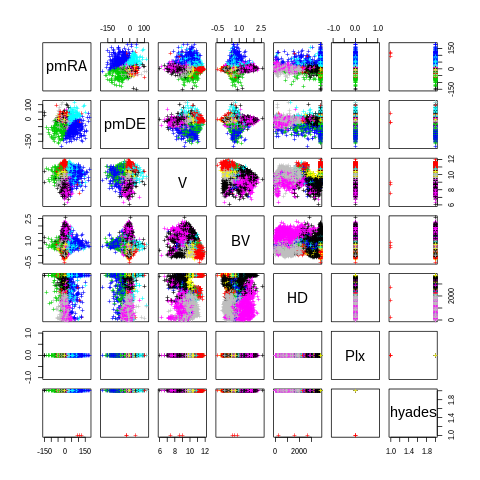 -150 0 100
-0.5 1.0 2.5
-1.0 0.0 1.0
1.0 1.4 1.8
pmRA
-150 0 150
-150 0 100
pmDE
V
6 8 10 12
-0.5 1.0 2.5
BV
HD
0 2000
-1.0 0.0 1.0
Plx
hyades
1.0 1.4 1.8
-150 0 150
6 8 10 12
0 2000